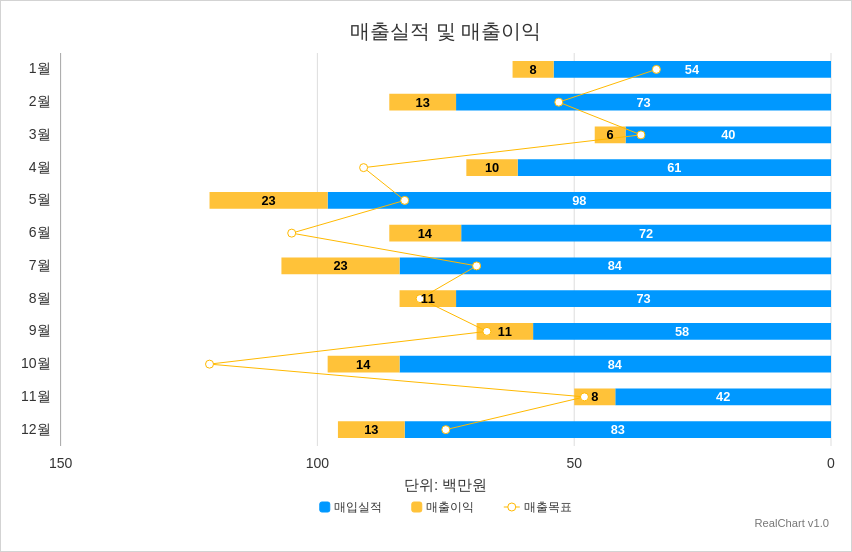 매출실적 및 매출이익
1월 8 54
2월 13 73
3월 6 40
4월 10 61
5월 23 98
6월 14 72
7월 23 84
8월 11 73
9월 11 58
10월 14 84
11월 8 42
12월 13 83
150 100 50 0
단위: 백만원
매입실적 매출이익 매출목표
RealChart v1.0